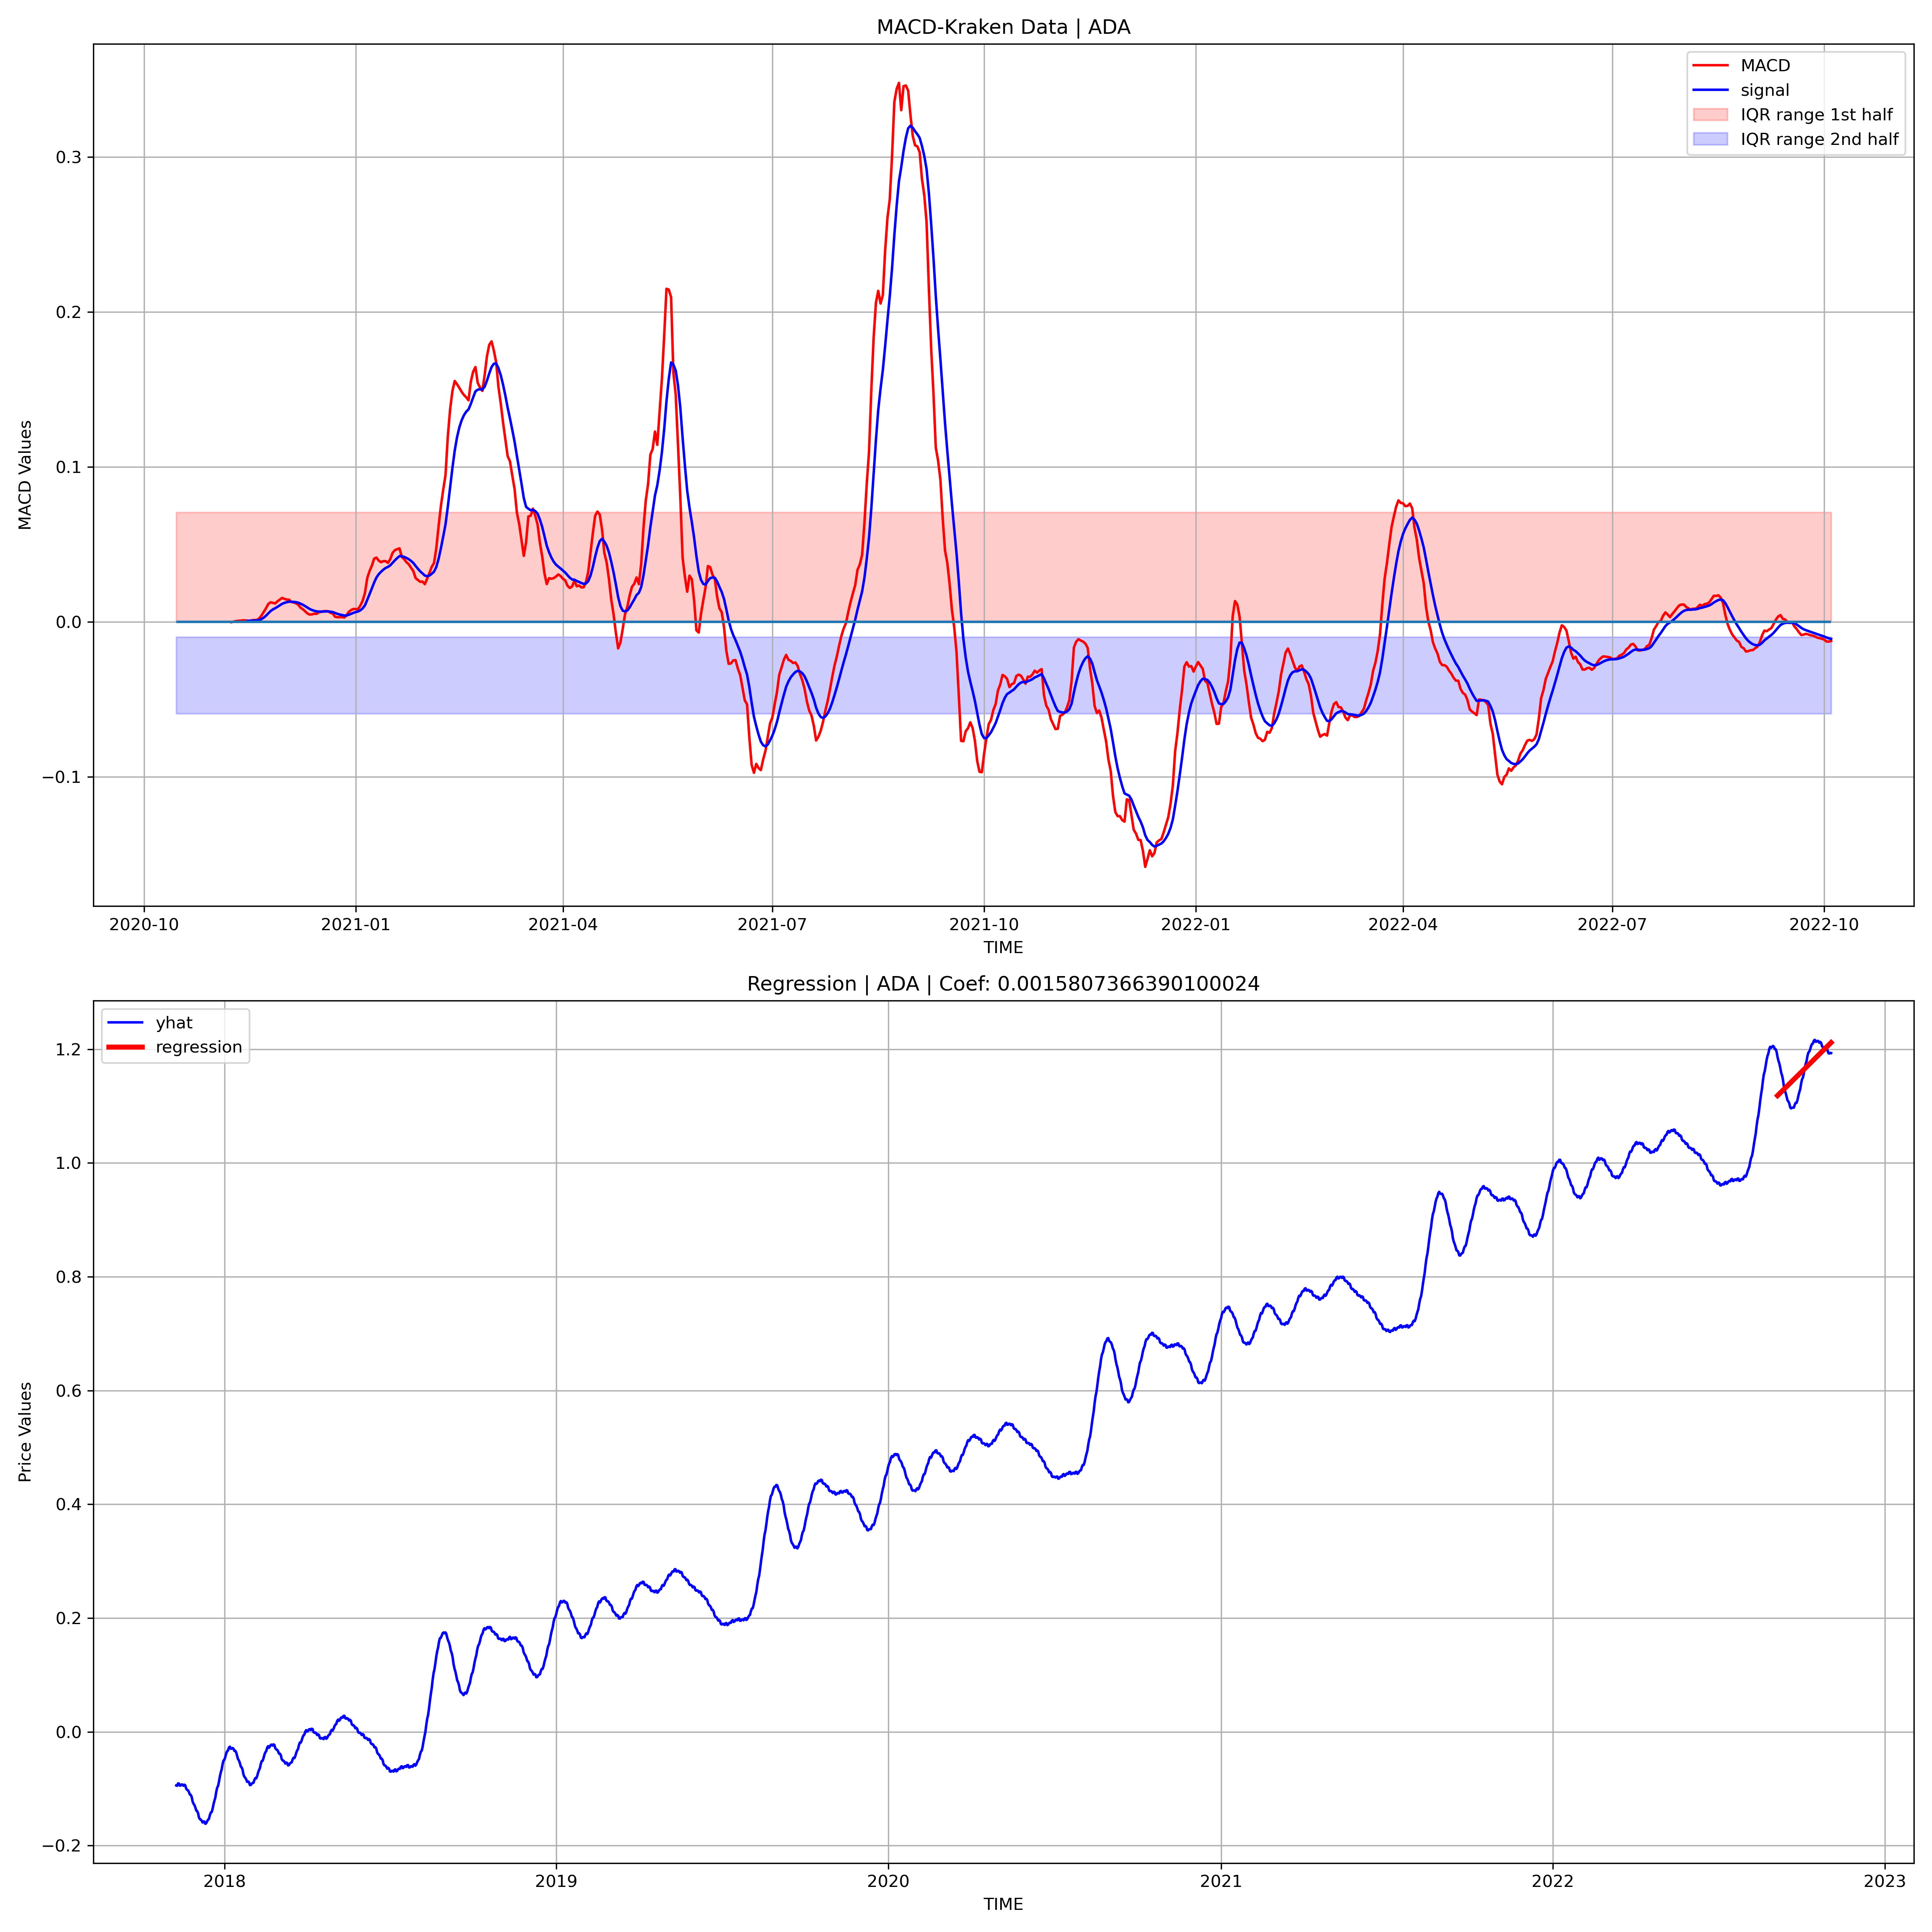 MACD-Kraken Data | ADA
MACD
signal
IQR range 1st half
IQR range 2nd half
MACD Values
0.3
0.2
0.1
0.0
−0.1
2020-10 2021-01 2021-04 2021-07 2021-10 2022-01 2022-04 2022-07 2022-10
TIME
Regression | ADA | Coef: 0.0015807366390100024
yhat
regression
Price Values
1.2
1.0
0.8
0.6
0.4
0.2
0.0
−0.2
2018 2019 2020 2021 2022 2023
TIME